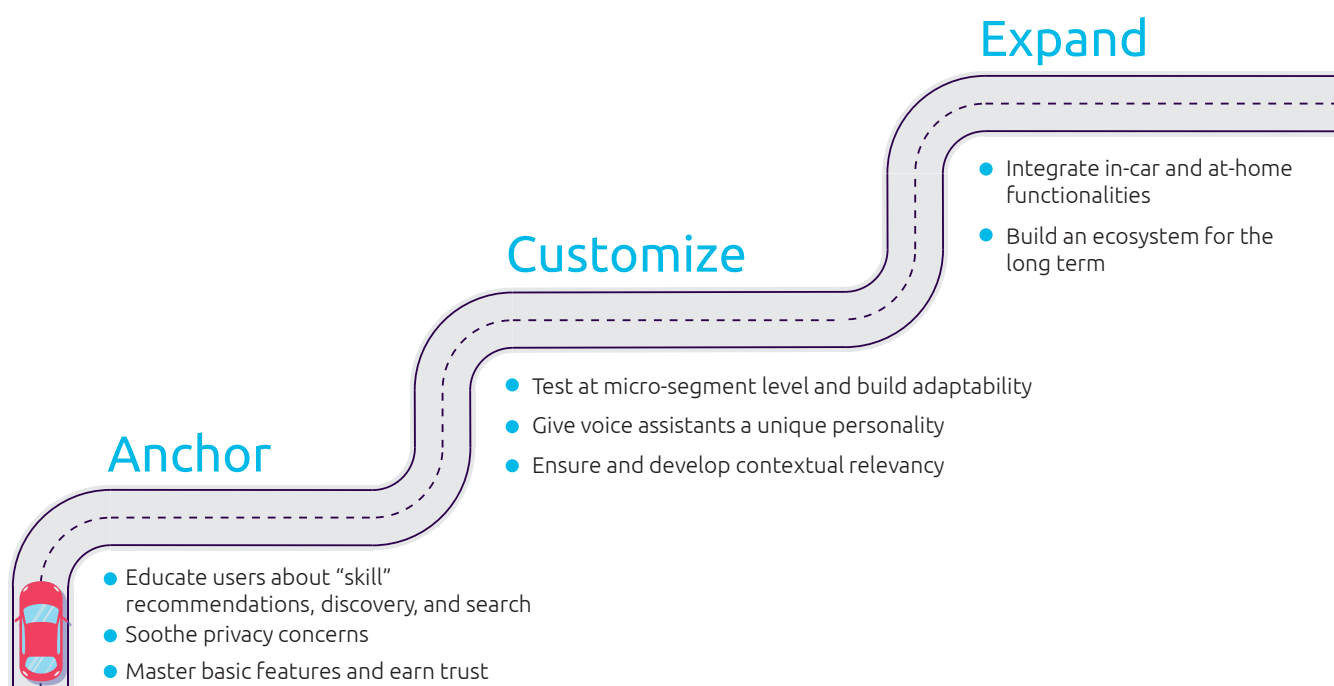 Expand
Integrate in-car and at-home
functionalities
Build an ecosystem for the
long term
Customize
Test at micro-segment level and build adaptability
Give voice assistants a unique personality
Ensure and develop contextual relevancy
Anchor
Educate users about “skill”
recommendations, discovery, and search
Soothe privacy concerns
Master basic features and earn trust